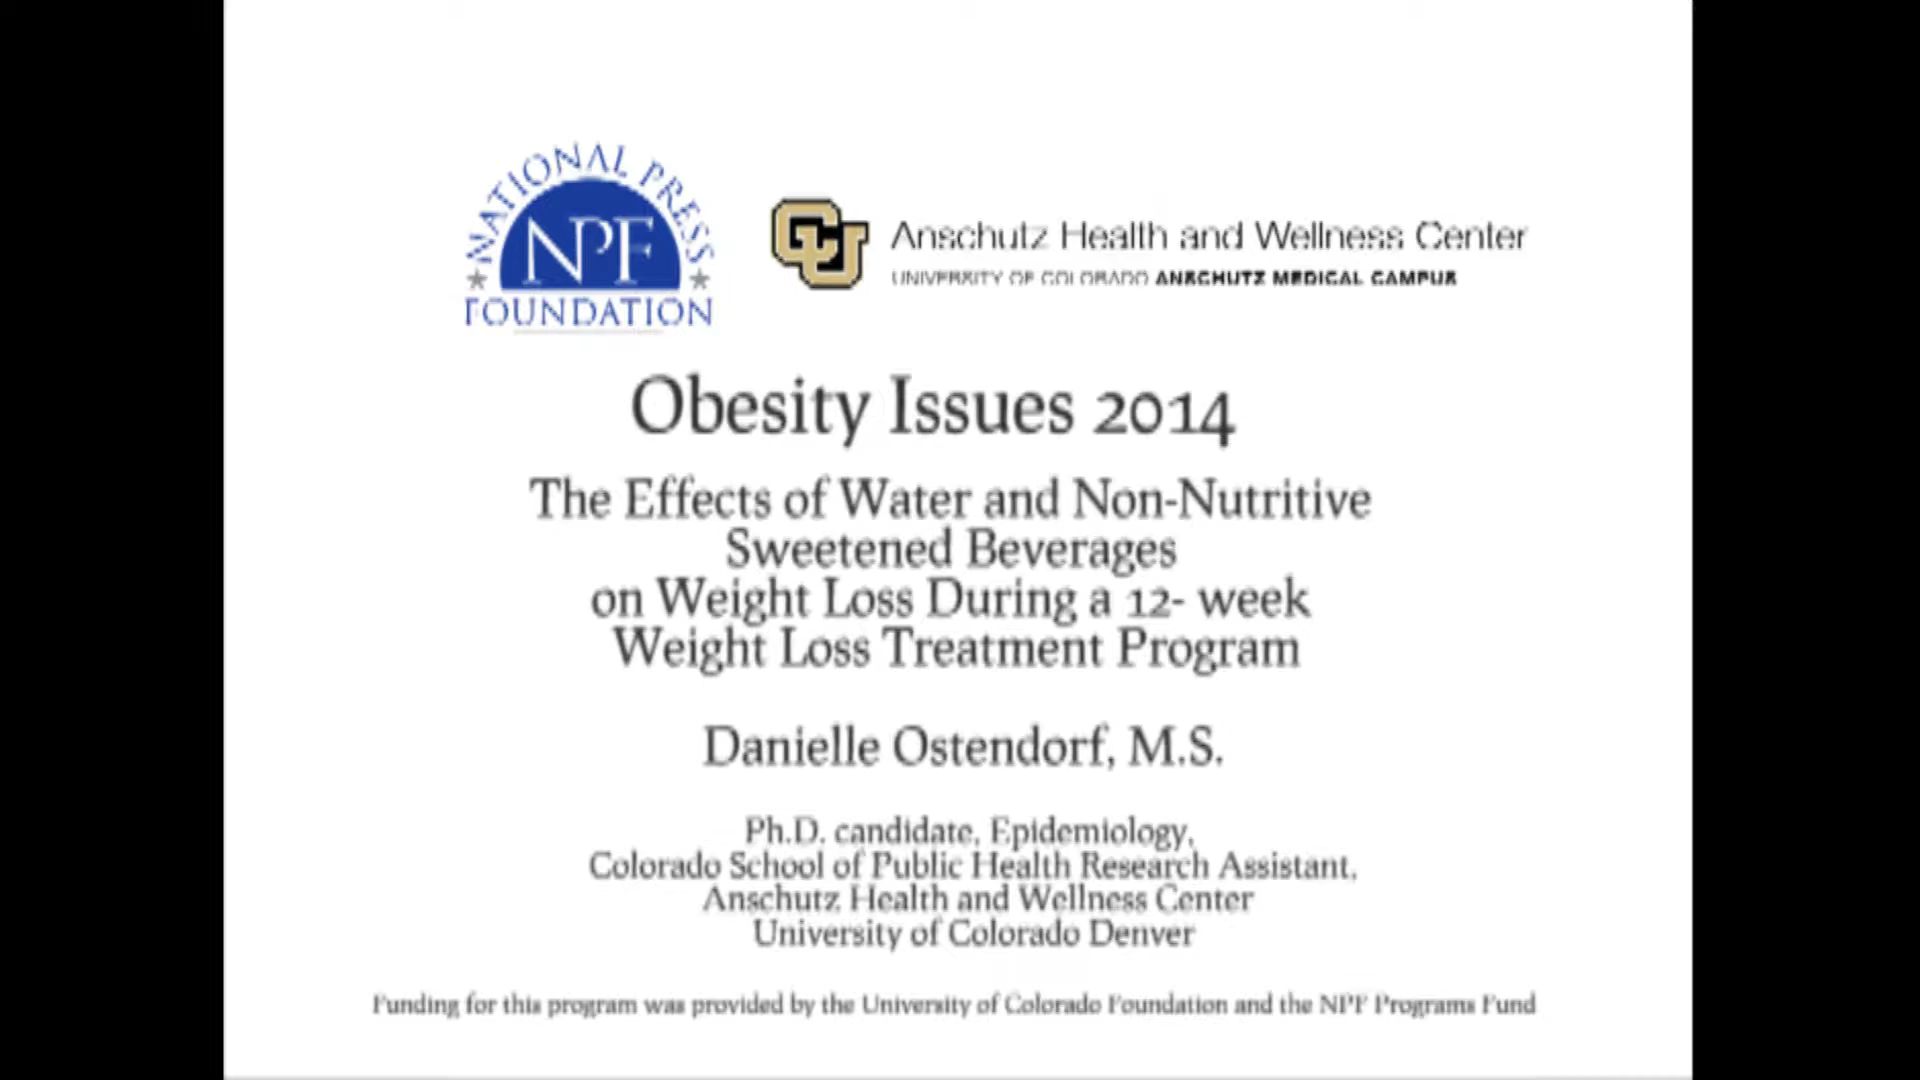 NATIONAL PRESS
NPF
FOUNDATION
CU
Anschutz Health and Wellness Center
UNIVERSITY OF COLORADO ANSCHUTZ MEDICAL CAMPUS
Obesity Issues 2014
The Effects of Water and Non-Nutritive
Sweetened Beverages
on Weight Loss During a 12- week
Weight Loss Treatment Program
Danielle Ostendorf, M.S.
Ph.D. candidate, Epidemiology,
Colorado School of Public Health Research Assistant,
Anschutz Health and Wellness Center
University of Colorado Denver
Funding for this program was provided by the University of Colorado Foundation and the NPF Programs Fund